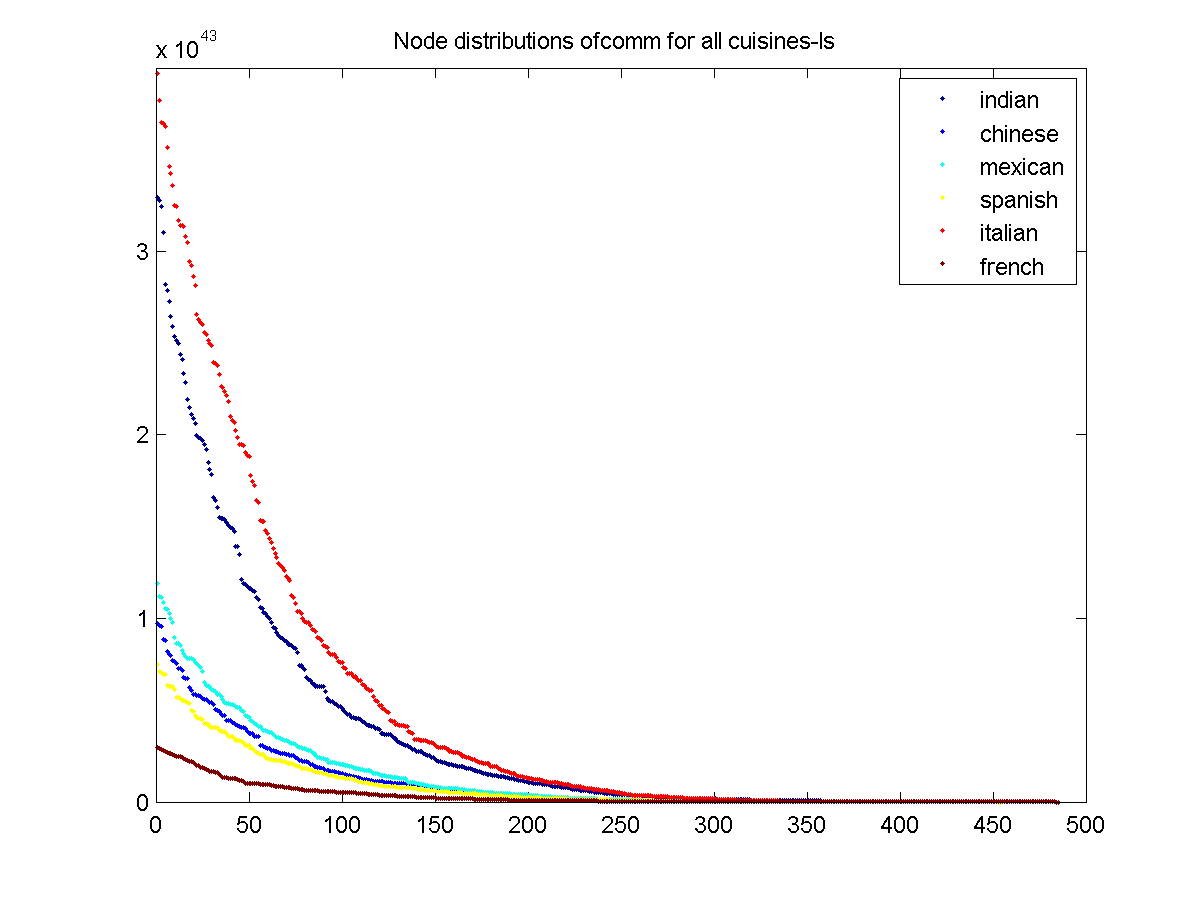 Node distributions ofcomm for all cuisines-ls
x 10^43
indian
chinese
mexican
spanish
italian
french
3
2
1
0
0 50 100 150 200 250 300 350 400 450 500